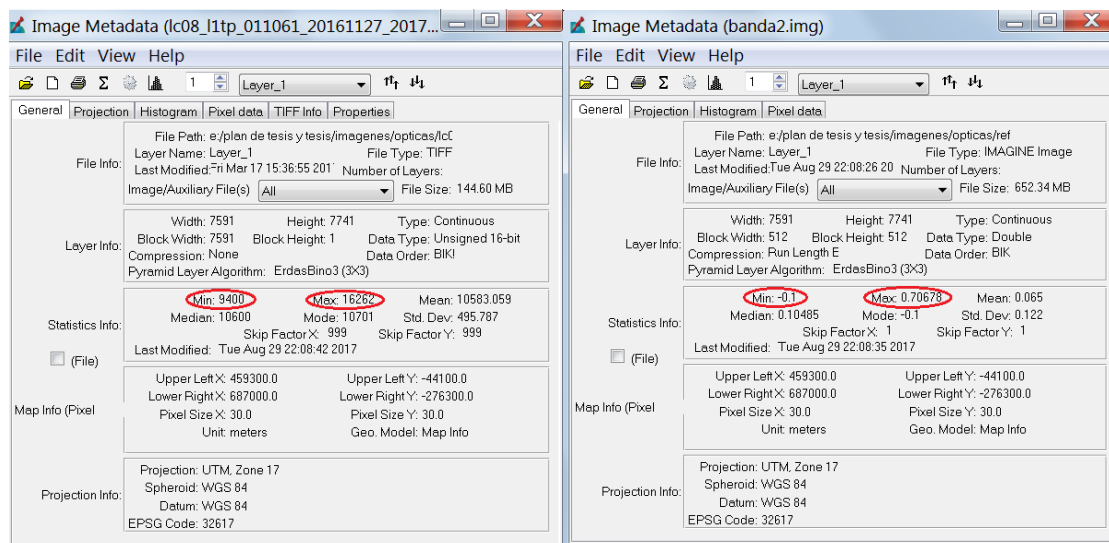 Image Metadata (lc08_l1tp_011061_20161127_2017...
File Edit View Help
1 Layer_1
General Projection Histogram Pixel data TIFF Info Properties
File Info:
File Path: e:/plan de tesis y tesis/imagenes/opticas/lc(
Layer Name: Layer_1 File Type: TIFF
Last Modified: Fri Mar 17 15:36:55 201 Number of Layers:
Image/Auxiliary File(s) All File Size: 144.60 MB
Layer Info:
Width: 7591 Height: 7741 Type: Continuous
Block Width: 7591 Block Height: 1 Data Type: Unsigned 16-bit
Compression: None Data Order: BIK!
Pyramid Layer Algorithm: ErdasBino3 (3X3)
Statistics Info:
(File)
Min: 9400 Max: 16262 Mean: 10583.059
Median: 10600 Mode: 10701 Std. Dev: 495.787
Skip Factor X: 999 Skip Factor Y: 999
Last Modified: Tue Aug 29 22:08:42 2017
Map Info (Pixel
Upper Left X: 459300.0 Upper Left Y: -44100.0
Lower Right X: 687000.0 Lower Right Y: -276300.0
Pixel Size X: 30.0 Pixel Size Y: 30.0
Unit: meters Geo. Model: Map Info
Projection Info:
Projection: UTM, Zone 17
Spheroid: WGS 84
Datum: WGS 84
EPSG Code: 32617
Image Metadata (banda2.img)
File Edit View Help
1 Layer_1
General Projection Histogram Pixel data
File Info:
File Path: e:/plan de tesis y tesis/imagenes/opticas/ref
Layer Name: Layer_1 File Type: IMAGINE Image
Last Modified: Tue Aug 29 22:08:26 20 Number of Layers:
Image/Auxiliary File(s) All File Size: 652.34 MB
Layer Info:
Width: 7591 Height: 7741 Type: Continuous
Block Width: 512 Block Height: 512 Data Type: Double
Compression: Run Length E Data Order: BIK
Pyramid Layer Algorithm: ErdasBino3 (3X3)
Statistics Info:
(File)
Min: -0.1 Max: 0.70678 Mean: 0.065
Median: 0.10485 Mode: -0.1 Std. Dev: 0.122
Skip Factor X: 1 Skip Factor Y: 1
Last Modified: Tue Aug 29 22:08:35 2017
Map Info (Pixel
Upper Left X: 459300.0 Upper Left Y: -44100.0
Lower Right X: 687000.0 Lower Right Y: -276300.0
Pixel Size X: 30.0 Pixel Size Y: 30.0
Unit: meters Geo. Model: Map Info
Projection Info:
Projection: UTM, Zone 17
Spheroid: WGS 84
Datum: WGS 84
EPSG Code: 32617